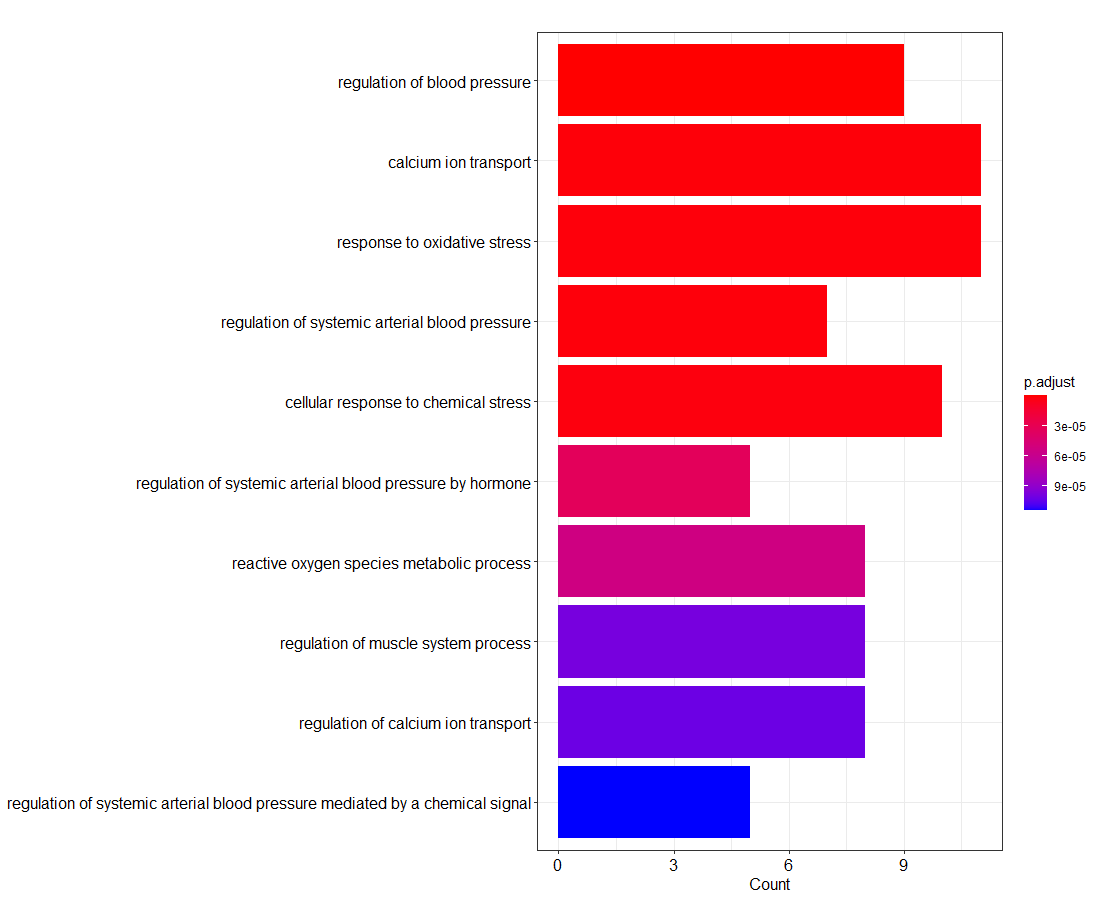 regulation of blood pressure
calcium ion transport
response to oxidative stress
regulation of systemic arterial blood pressure
cellular response to chemical stress
regulation of systemic arterial blood pressure by hormone
reactive oxygen species metabolic process
regulation of muscle system process
regulation of calcium ion transport
regulation of systemic arterial blood pressure mediated by a chemical signal
0 3 6 9
Count
p.adjust
3e-05
6e-05
9e-05